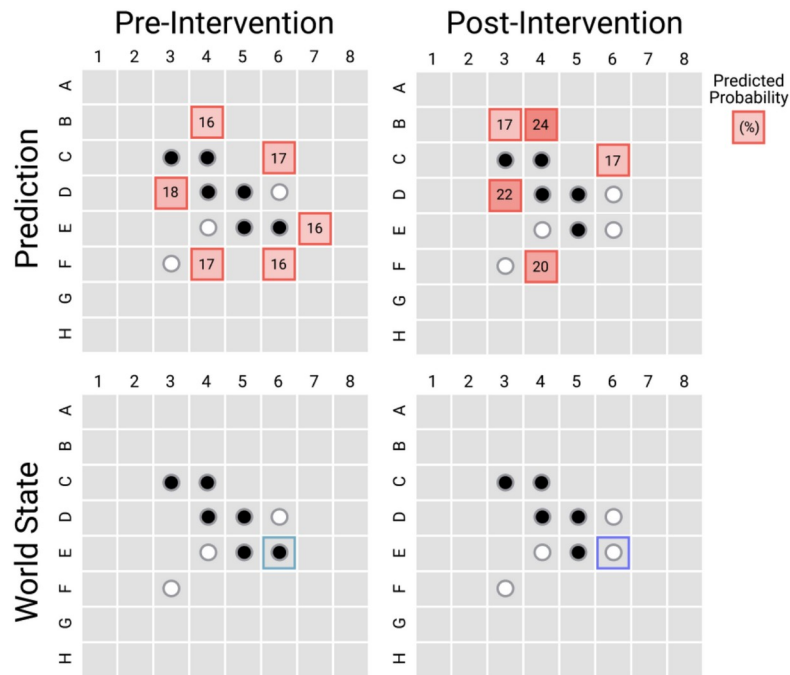 Pre-Intervention Post-Intervention
1 2 3 4 5 6 7 8 1 2 3 4 5 6 7 8
Predicted
Probability
(%)
Prediction
A A
B 16 B 17 24
C 17 C 17
D 18 D 22
E 16 E
F 17 16 F 20
G G
H H
1 2 3 4 5 6 7 8 1 2 3 4 5 6 7 8
World State
A A
B B
C C
D D
E E
F F
G G
H H